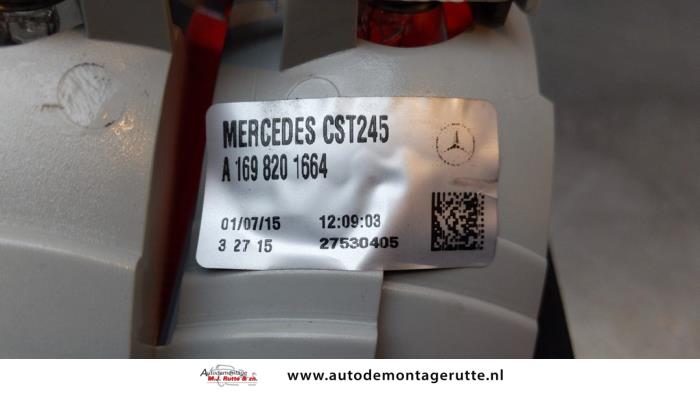 MERCEDES CST245
A 169 820 1664
01/07/15 12:09:03
3 27 15 27530405
Autodemontage
M.J. Rutte & zn.
www.autodemontagerutte.nl